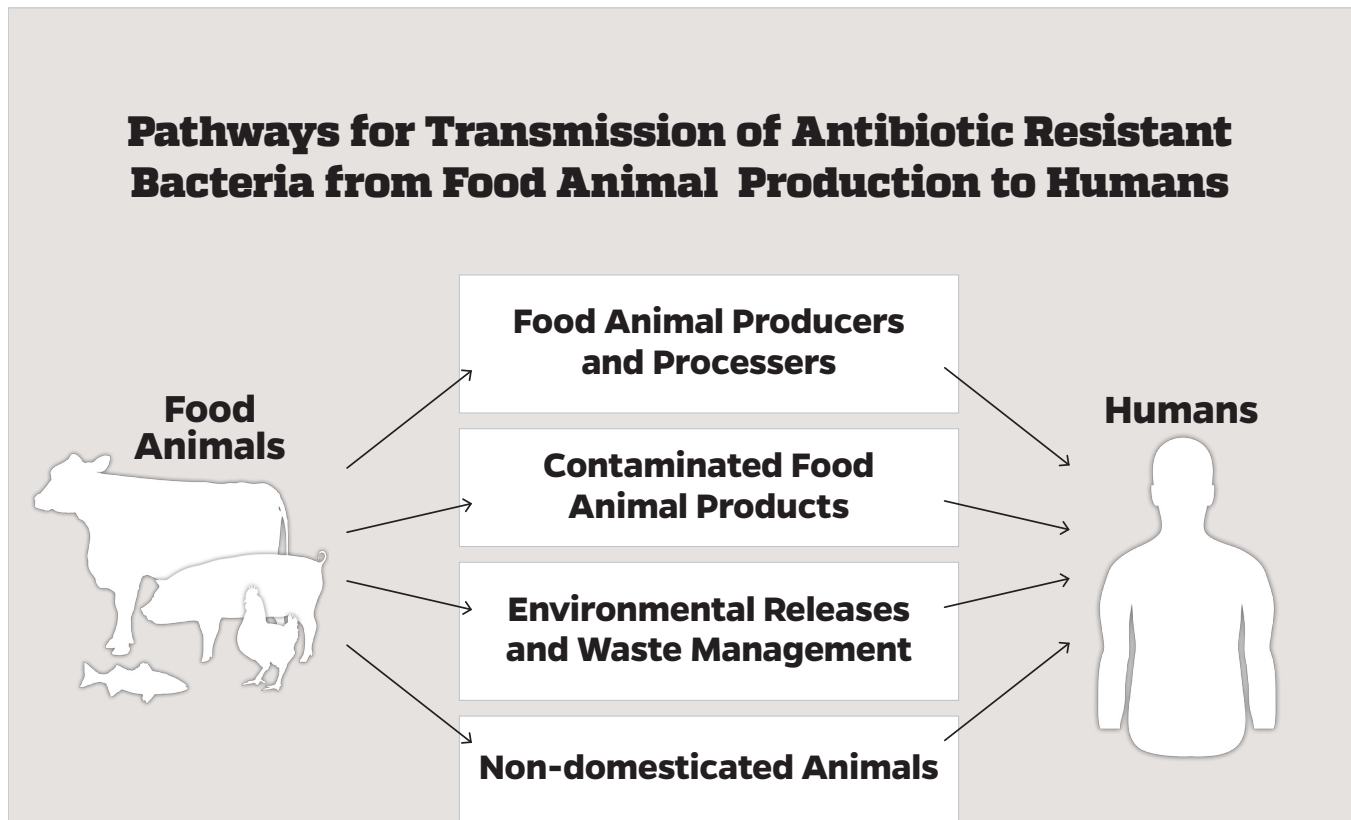 Pathways for Transmission of Antibiotic Resistant
Bacteria from Food Animal Production to Humans
Food Animal Producers
and Processers
Food
Animals
Humans
Contaminated Food
Animal Products
Environmental Releases
and Waste Management
Non-domesticated Animals